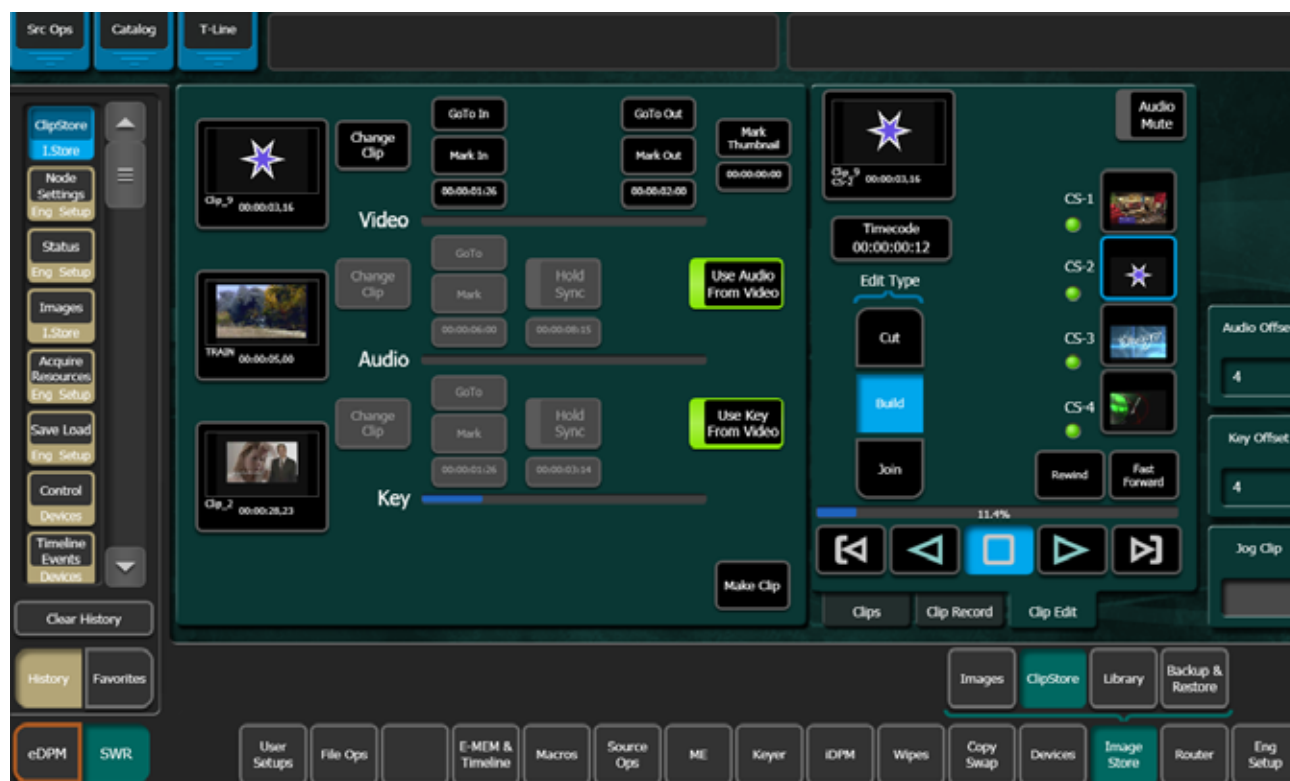 Src Ops
Catalog
T-Line
ClipStore
I.Store
Node
Settings
Eng Setup
Status
Eng Setup
Images
I.Store
Acquire
Resources
Eng Setup
Save Load
Eng Setup
Control
Devices
Timeline
Events
Devices
Clear History
History
Favorites
eDPM
SWR
Clip_9 00:00:03,16
Change
Clip
GoTo In
Mark In
00:00:01:26
GoTo Out
Mark Out
00:00:02:00
Mark
Thumbnail
00:00:00:00
Video
TRAIN 00:00:05,00
Change
Clip
GoTo
Mark
00:00:06:00
Hold
Sync
00:00:08:15
Use Audio
From Video
Audio
Clip_2 00:00:28,23
Change
Clip
GoTo
Mark
00:00:01:26
Hold
Sync
00:00:03:14
Use Key
From Video
Key
Make Clip
Clip_9
CS-2 00:00:03,16
Audio
Mute
Timecode
00:00:00:12
Edit Type
Cut
Build
Join
CS-1
CS-2
CS-3
CS-4
Rewind
Fast
Forward
11.4%
Clips
Clip Record
Clip Edit
Audio Offse
4
Key Offset
4
Jog Clip
Images
ClipStore
Library
Backup &
Restore
User
Setups
File Ops
E-MEM &
Timeline
Macros
Source
Ops
ME
Keyer
iDPM
Wipes
Copy
Swap
Devices
Image
Store
Router
Eng
Setup